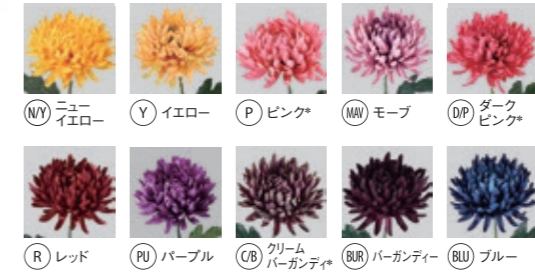 N/Y ニュー
イエロー
Y イエロー
P ピンク*
MAV モーブ
D/P ダーク
ピンク*
R レッド
PU パープル
C/B クリーム
バーガンディ*
BUR バーガンディー
BLU ブルー